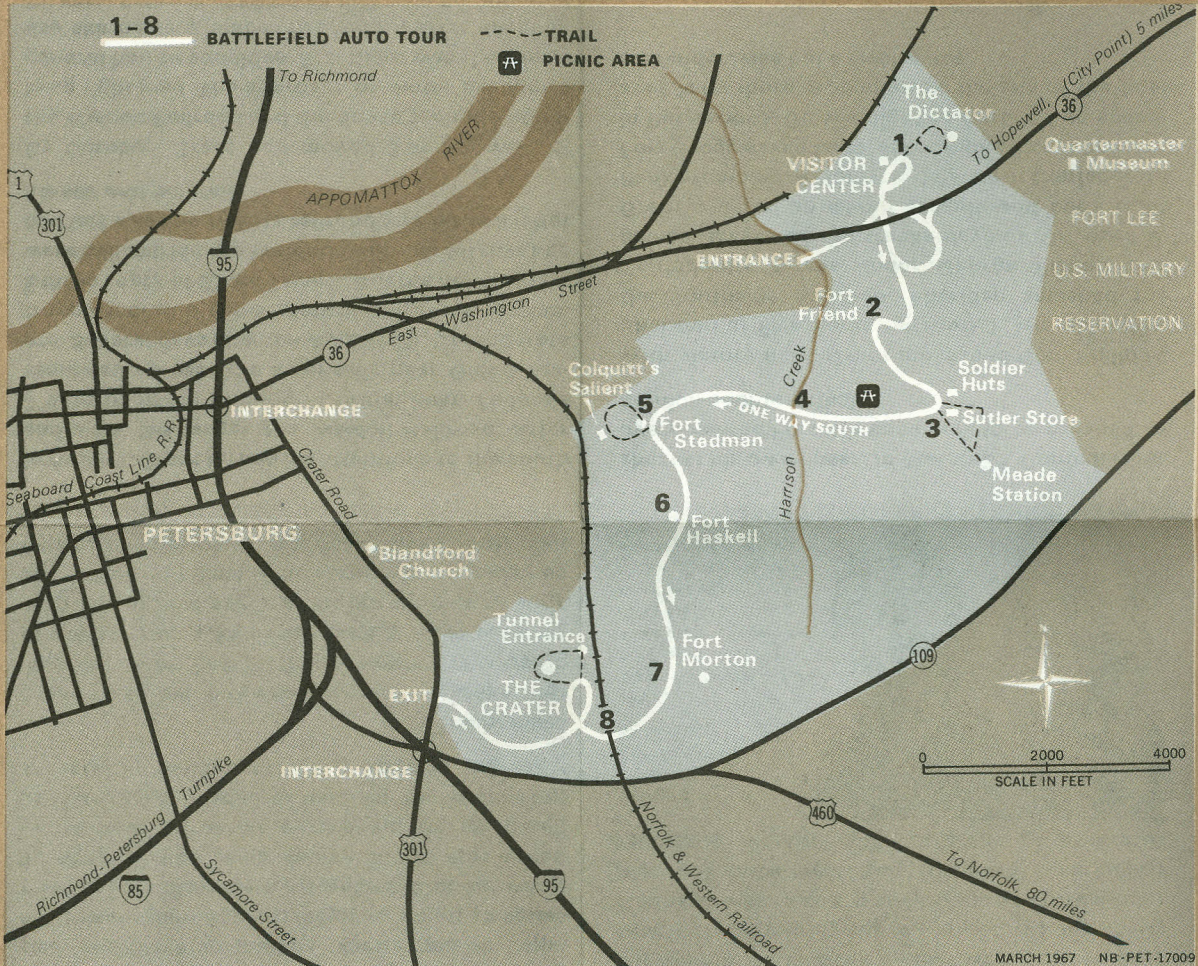 1-8
BATTLEFIELD AUTO TOUR
TRAIL
PICNIC AREA
To Richmond
(City Point) 5 miles
To Hopewell,
36
The
Dictator
1
VISITOR
CENTER
Quartermaster
Museum
FORT LEE
U.S. MILITARY
RESERVATION
APPOMATTOX
RIVER
1
301
95
ENTRANCE
East Washington Street
36
Fort
Friend
2
Creek
Harrison
Colquitt's
Salient
5
Fort
Stedman
ONE WAY SOUTH
4
Soldier
Huts
Sutler Store
3
Meade
Station
INTERCHANGE
Seaboard Coast Line R.R.
Crater Road
PETERSBURG
Blandford
Church
6
Fort
Haskell
Tunnel
Entrance
7
Fort
Morton
109
EXIT
THE
CRATER
8
INTERCHANGE
0 2000 4000
SCALE IN FEET
Richmond-Petersburg Turnpike
85
Sycamore Street
301
95
Norfolk & Western Railroad
460
To Norfolk, 80 miles
MARCH 1967 NB-PET-17009